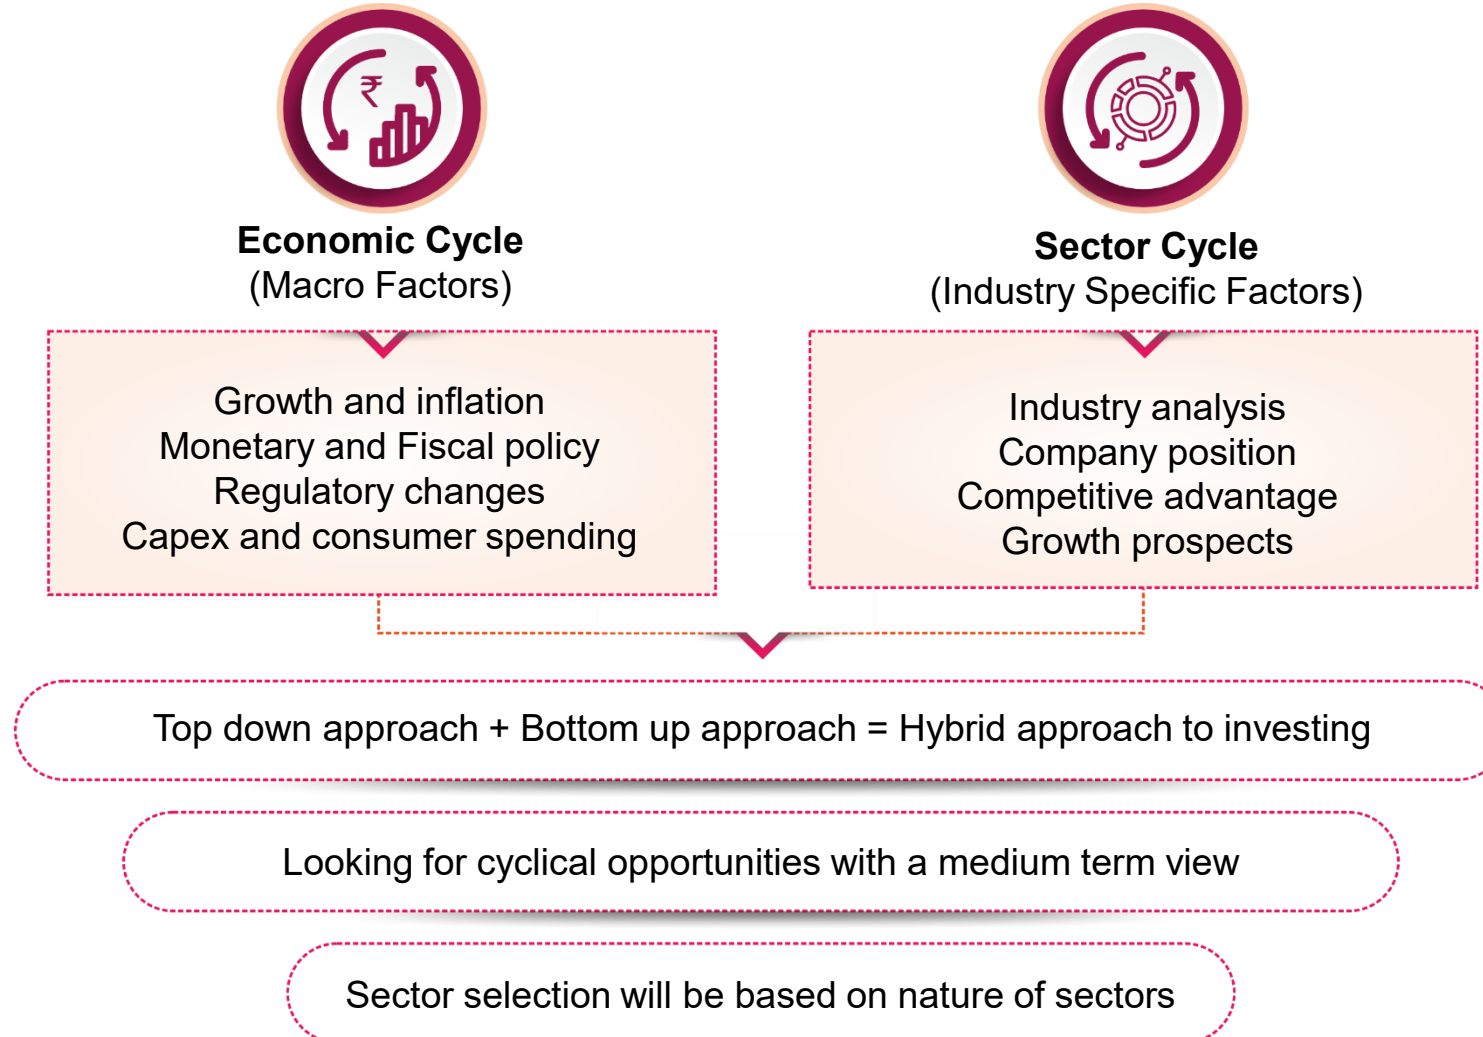 ₹
Economic Cycle
(Macro Factors)
Growth and inflation
Monetary and Fiscal policy
Regulatory changes
Capex and consumer spending
Sector Cycle
(Industry Specific Factors)
Industry analysis
Company position
Competitive advantage
Growth prospects
Top down approach + Bottom up approach = Hybrid approach to investing
Looking for cyclical opportunities with a medium term view
Sector selection will be based on nature of sectors